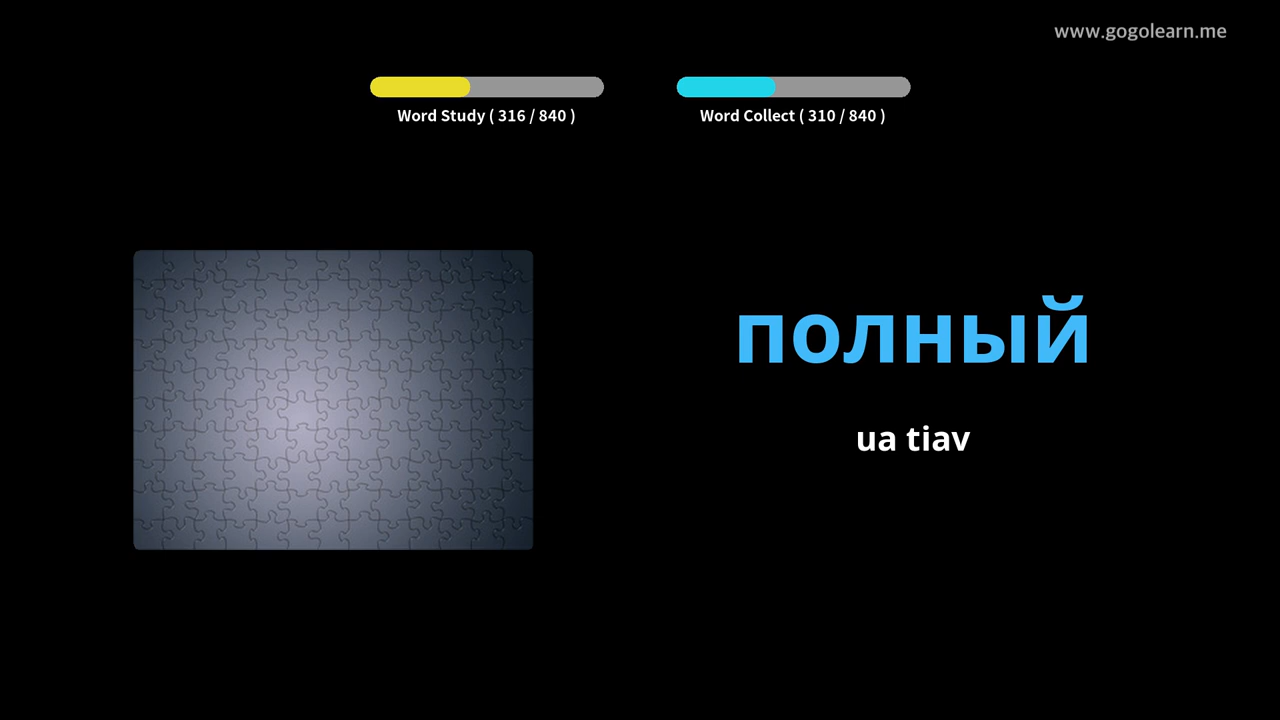 www.gogolearn.me
Word Study ( 316 / 840 )
Word Collect ( 310 / 840 )
полный
ua tiav